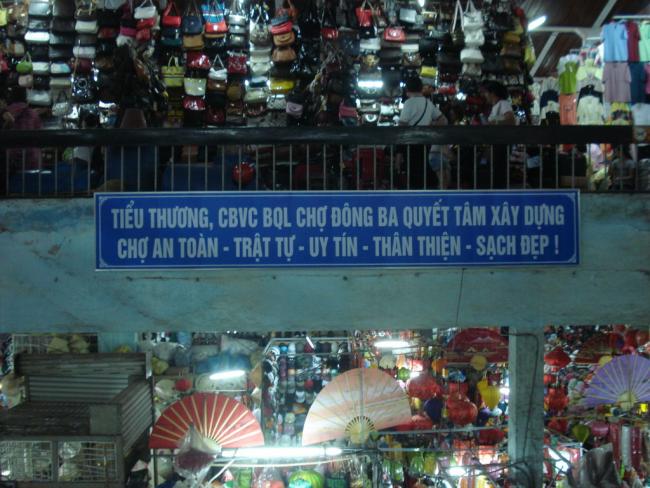 TIỂU THƯƠNG, CBVC BQL CHỢ ĐÔNG BA QUYẾT TÂM XÂY DỰNG
CHỢ AN TOÀN - TRẬT TỰ - UY TÍN - THÂN THIỆN - SẠCH ĐẸP !